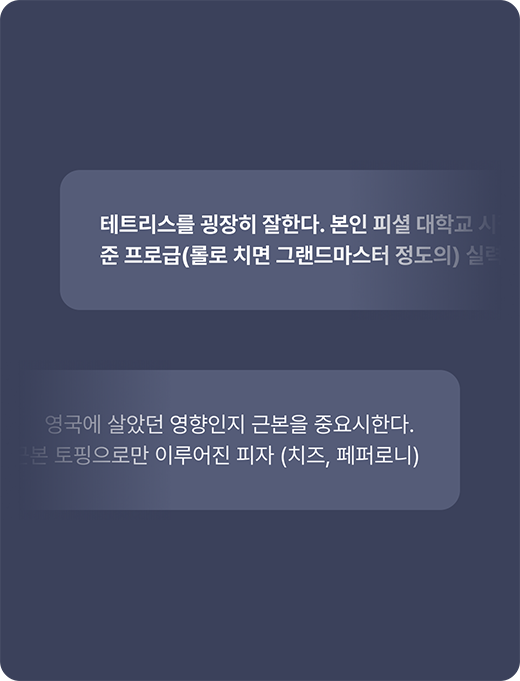 테트리스를 굉장히 잘한다. 본인 피셜 대학교 시
준 프로급(롤로 치면 그랜드마스터 정도의) 실력
영국에 살았던 영향인지 근본을 중요시한다.
근본 토핑으로만 이루어진 피자 (치즈, 페퍼로니)